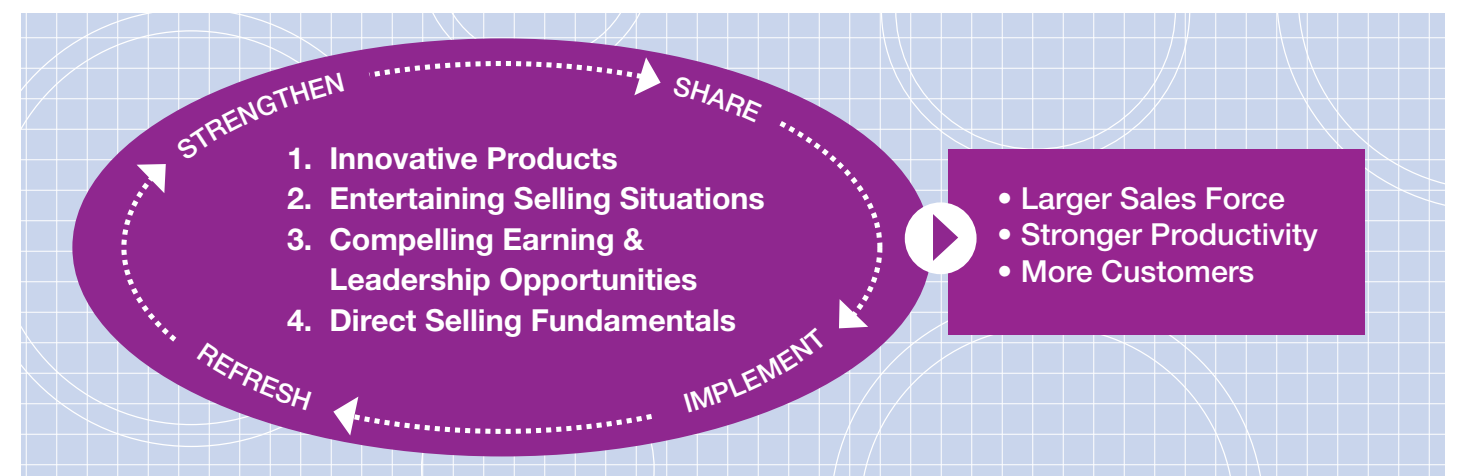 STRENGTHEN
SHARE
1. Innovative Products
2. Entertaining Selling Situations
3. Compelling Earning &
Leadership Opportunities
4. Direct Selling Fundamentals
REFRESH
IMPLEMENT
• Larger Sales Force
• Stronger Productivity
• More Customers